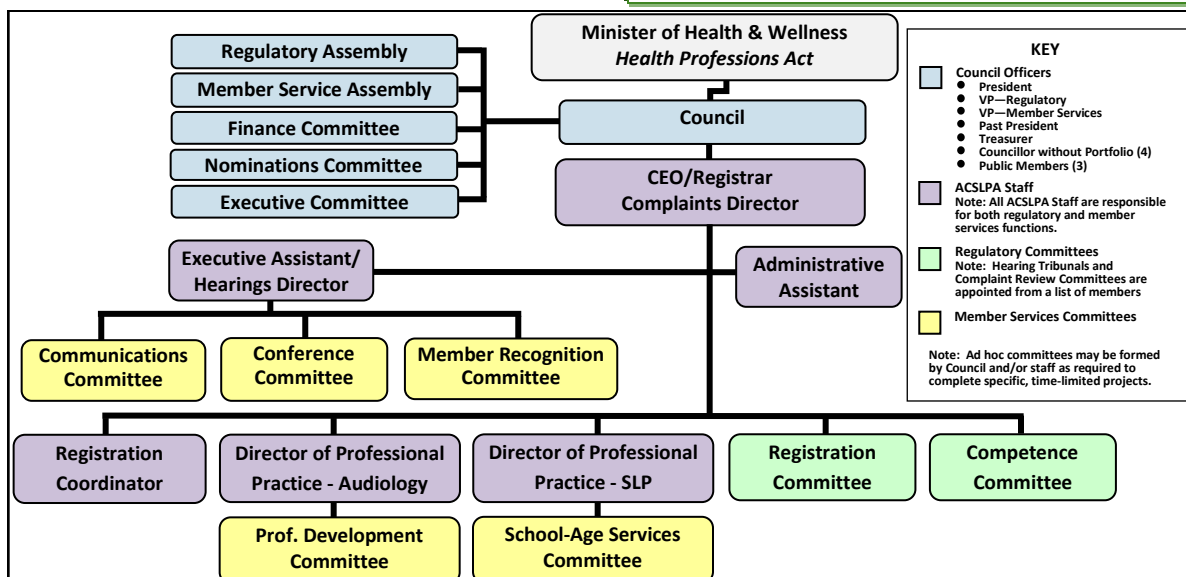 Minister of Health & Wellness
Health Professions Act
Regulatory Assembly
Member Service Assembly
Finance Committee
Nominations Committee
Executive Committee
Council
CEO/Registrar
Complaints Director
Executive Assistant/
Hearings Director
Administrative
Assistant
Communications
Committee
Conference
Committee
Member Recognition
Committee
Registration
Coordinator
Director of Professional
Practice - Audiology
Director of Professional
Practice - SLP
Registration
Committee
Competence
Committee
Prof. Development
Committee
School-Age Services
Committee
KEY
Council Officers
● President
● VP—Regulatory
● VP—Member Services
● Past President
● Treasurer
● Councillor without Portfolio (4)
● Public Members (3)
ACSLPA Staff
Note: All ACSLPA Staff are responsible
for both regulatory and member
services functions.
Regulatory Committees
Note: Hearing Tribunals and
Complaint Review Committees are
appointed from a list of members
Member Services Committees
Note: Ad hoc committees may be formed
by Council and/or staff as required to
complete specific, time-limited projects.